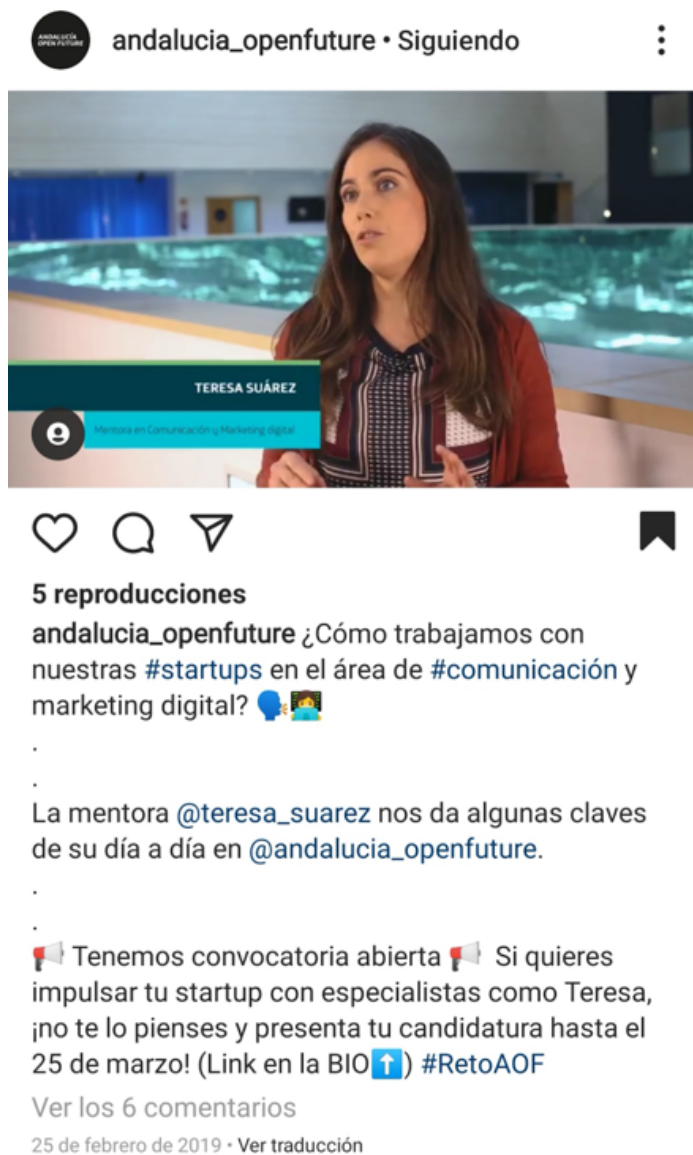 ANDALUCÍA
OPEN FUTURE
andalucia_openfuture • Siguiendo
TERESA SUÁREZ
Mentora en Comunicación y Marketing digital
5 reproducciones
andalucia_openfuture ¿Cómo trabajamos con
nuestras #startups en el área de #comunicación y
marketing digital? 🗣️👩‍💻
.
.
La mentora @teresa_suarez nos da algunas claves
de su día a día en @andalucia_openfuture.
.
.
📢 Tenemos convocatoria abierta 📢 Si quieres
impulsar tu startup con especialistas como Teresa,
¡no te lo pienses y presenta tu candidatura hasta el
25 de marzo! (Link en la BIO⬆️) #RetoAOF
Ver los 6 comentarios
25 de febrero de 2019 • Ver traducción